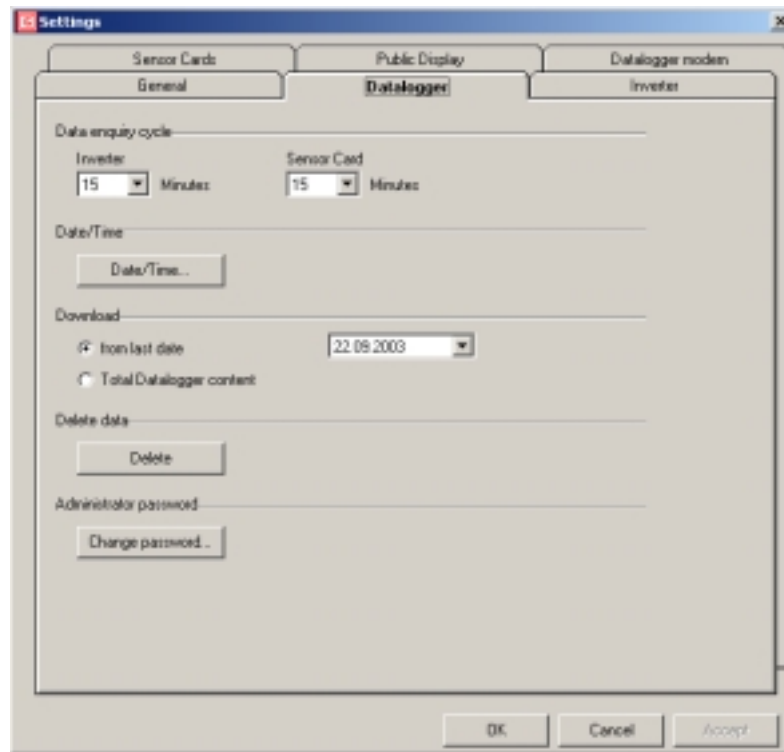 Settings
Sensor Cards Public Display Datalogger modem
General Datalogger Inverter
Data enquiry cycle
Inverter Sensor Card
15 Minutes 15 Minutes
Date/Time
Date/Time...
Download
from last date 22.09.2003
Total Datalogger content
Delete data
Delete
Administrator password
Change password...
OK Cancel Accept